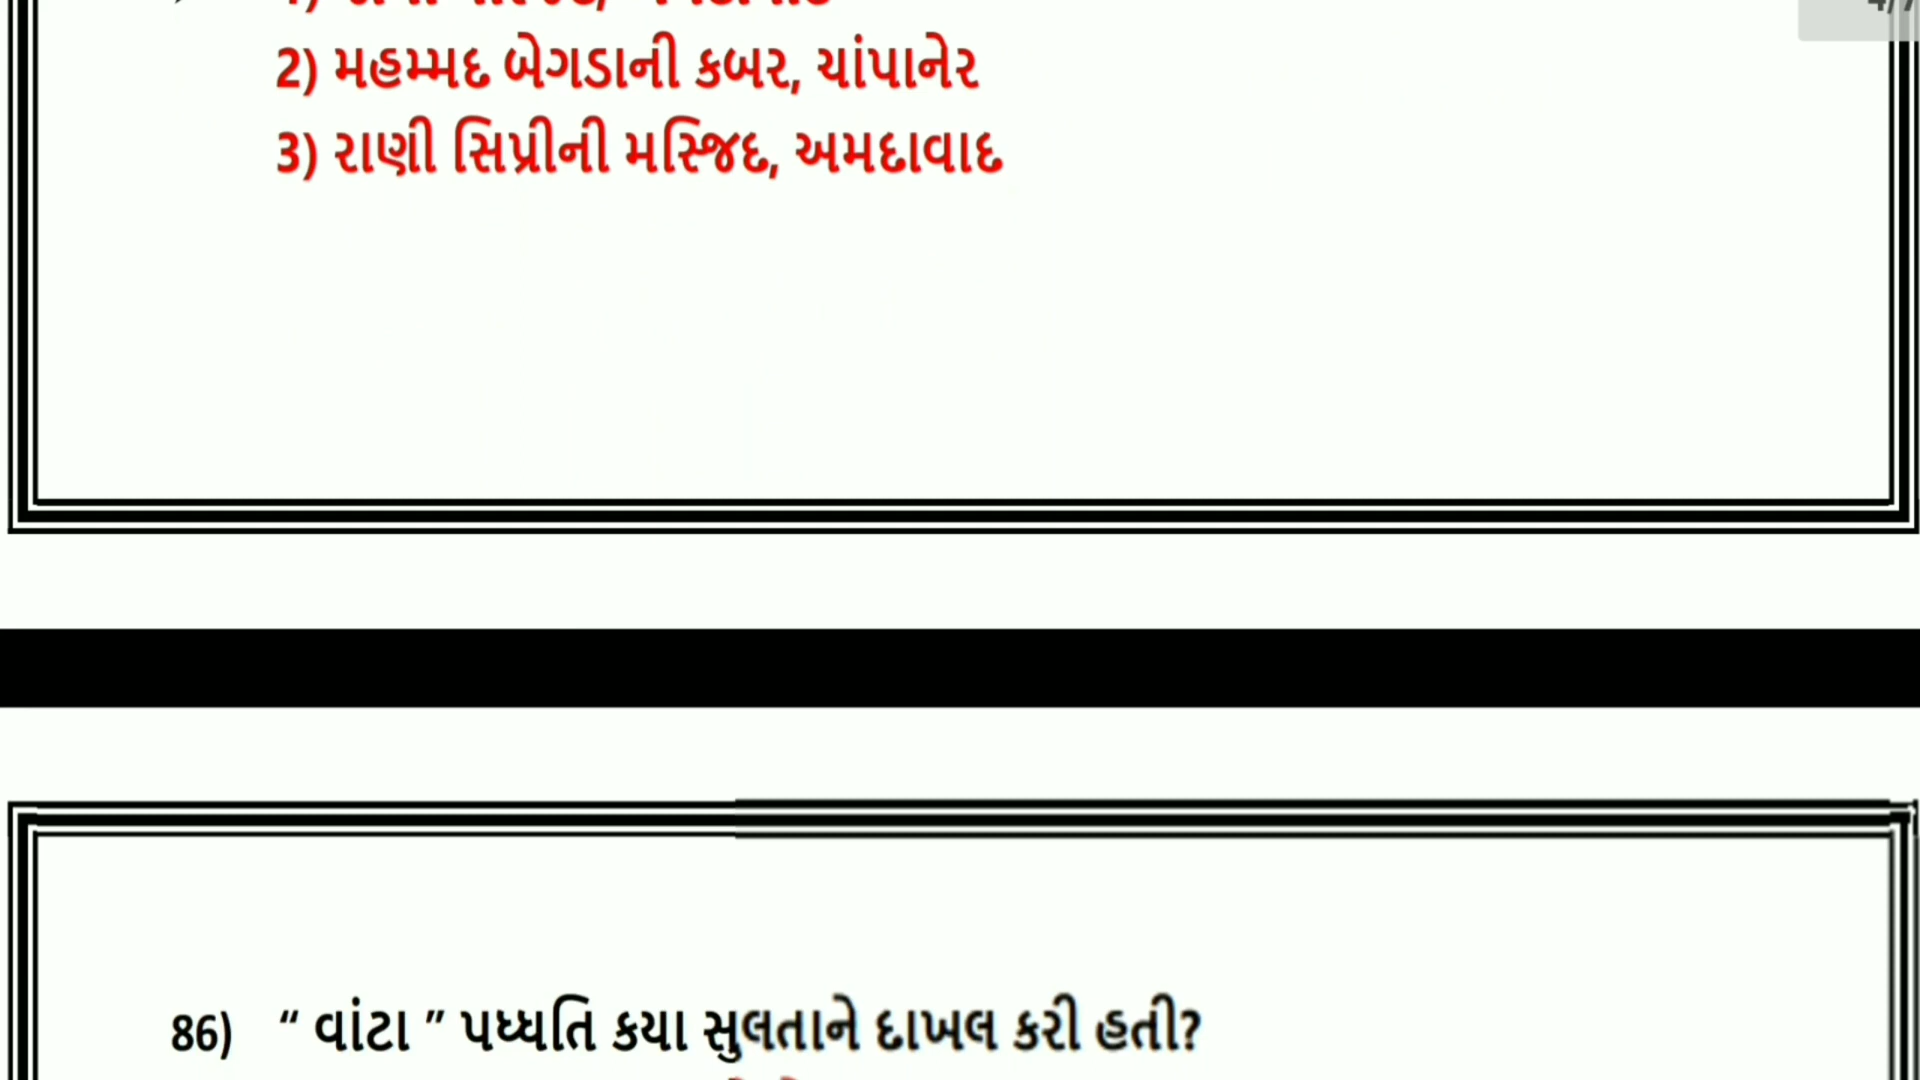 2) મહમ્મદ બેગડાની કબર, ચાંપાનેર
3) રાણી સિપ્રીની મસ્જિદ, અમદાવાદ
86) “ વાંટા ” પધ્ધતિ કયા સુલતાને દાખલ કરી હતી?